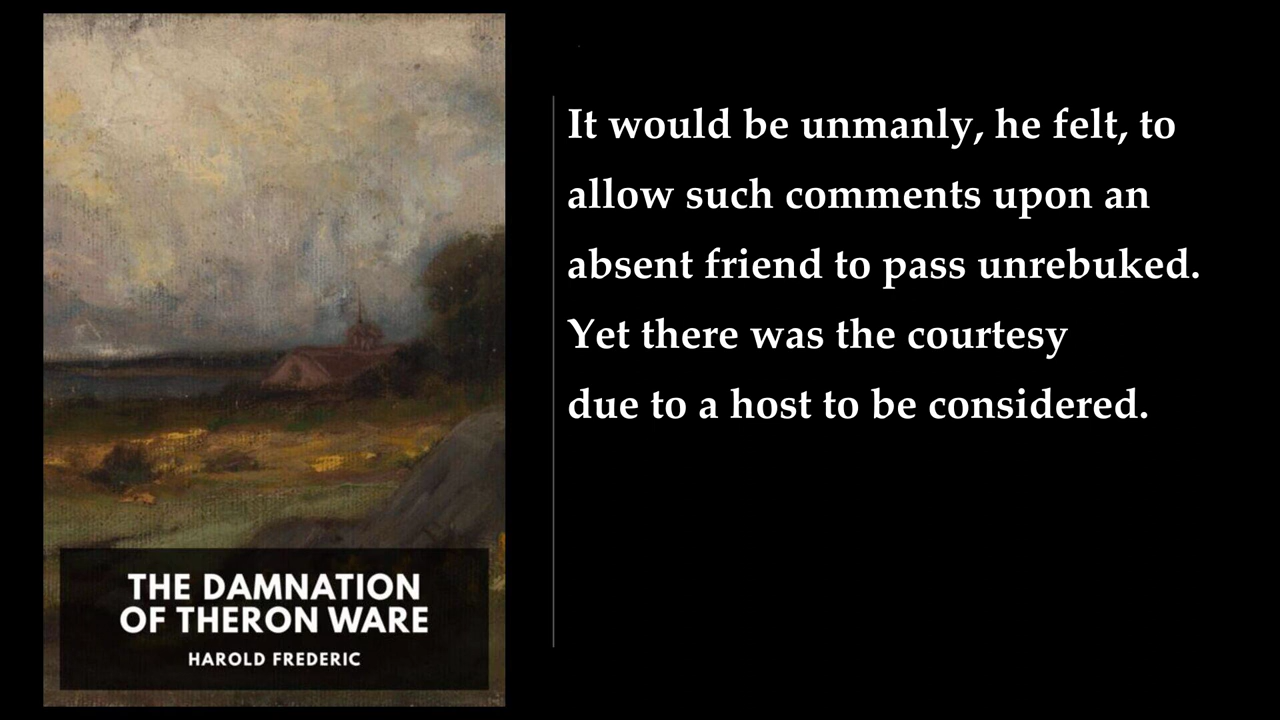 It would be unmanly, he felt, to
allow such comments upon an
absent friend to pass unrebuked.
Yet there was the courtesy
due to a host to be considered.
THE DAMNATION
OF THERON WARE
HAROLD FREDERIC